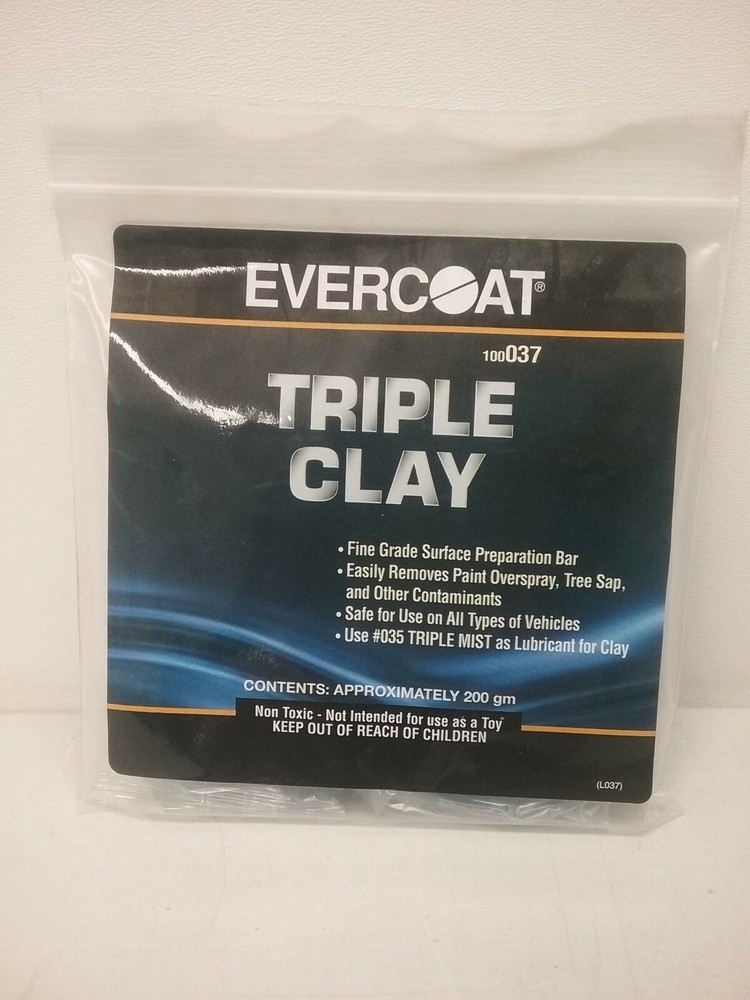 EVERCOAT®
100037
TRIPLE
CLAY
• Fine Grade Surface Preparation Bar
• Easily Removes Paint Overspray, Tree Sap,
and Other Contaminants
• Safe for Use on All Types of Vehicles
• Use #035 TRIPLE MIST as Lubricant for Clay
CONTENTS: APPROXIMATELY 200 gm
Non Toxic - Not Intended for use as a Toy
KEEP OUT OF REACH OF CHILDREN
(L037)